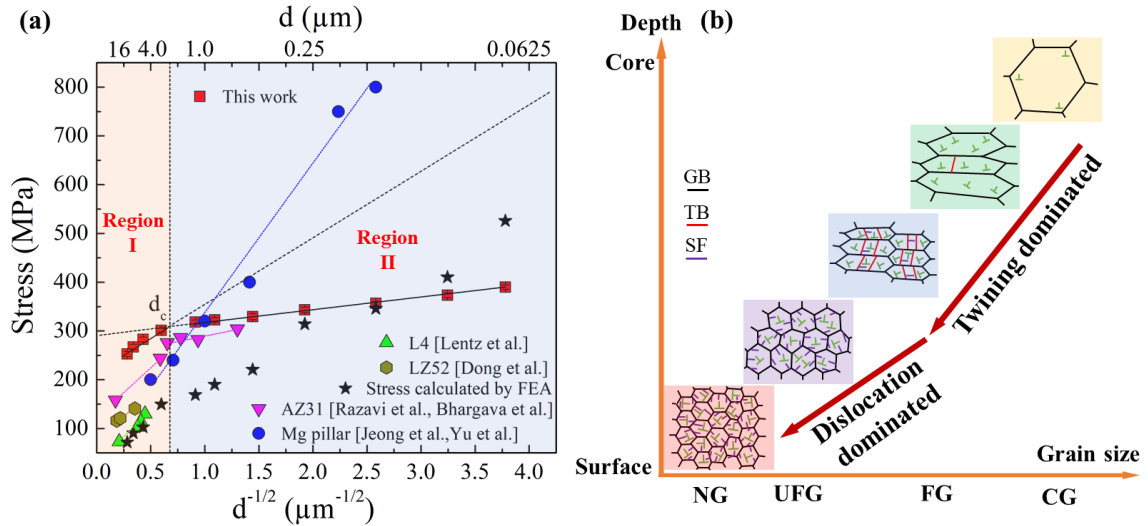 (a)
d (µm)
16 4.0 1.0 0.25 0.0625
Stress (MPa)
800
700
600
500
400
300
200
100
This work
Region
I
Region
II
d_c
L4 [Lentz et al.]
LZ52 [Dong et al.]
Stress calculated by FEA
AZ31 [Razavi et al., Bhargava et al.]
Mg pillar [Jeong et al.,Yu et al.]
0.0 0.5 1.0 1.5 2.0 2.5 3.0 3.5 4.0
d^-1/2 (µm^-1/2)
(b)
Depth
Core
GB
TB
SF
Twining dominated
Dislocation
dominated
Surface
Grain size
NG UFG FG CG